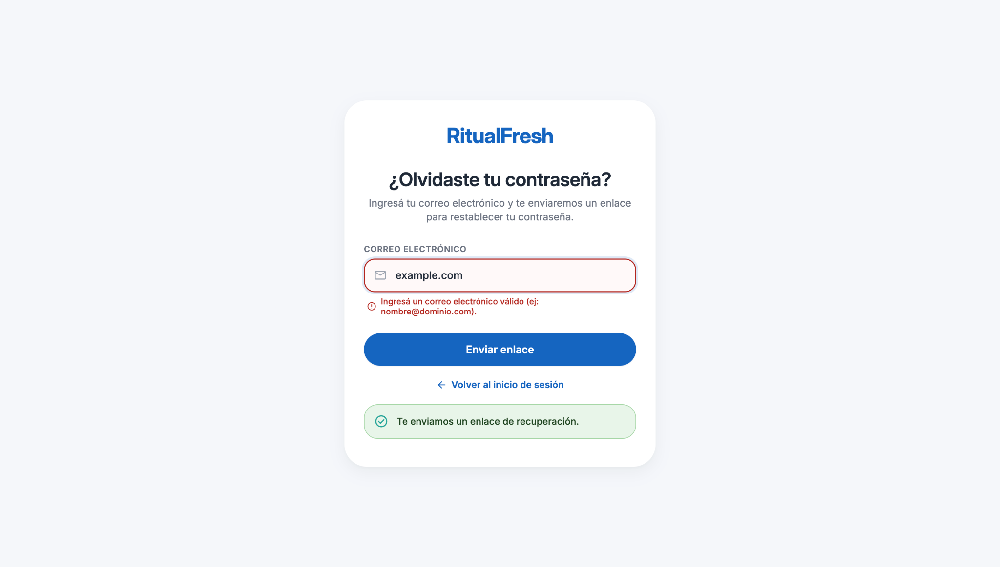 RitualFresh
¿Olvidaste tu contraseña?
Ingresá tu correo electrónico y te enviaremos un enlace
para restablecer tu contraseña.
CORREO ELECTRÓNICO
example.com
Ingresá un correo electrónico válido (ej:
nombre@dominio.com).
Enviar enlace
Volver al inicio de sesión
Te enviamos un enlace de recuperación.